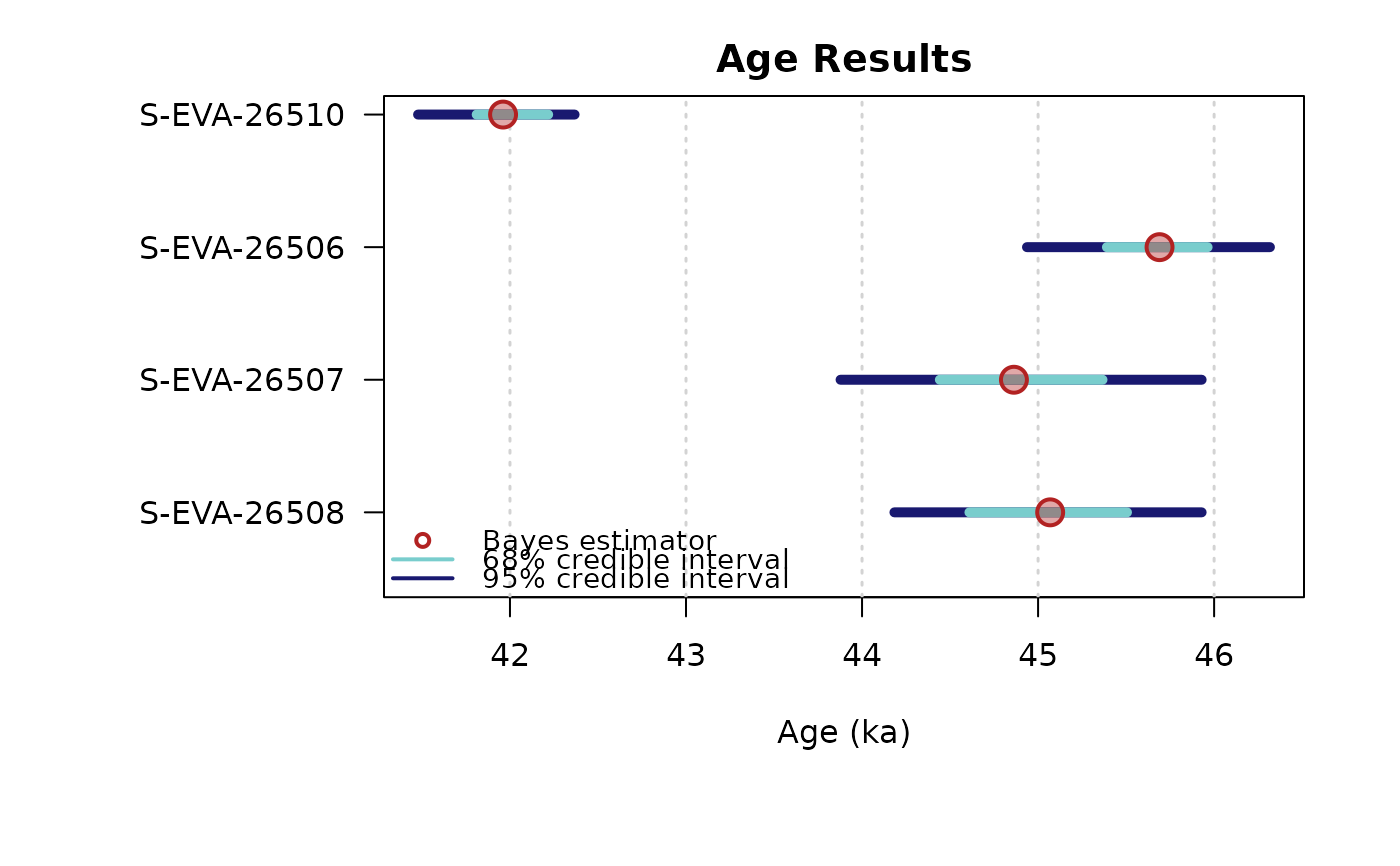 Age Results
S-EVA-26510
S-EVA-26506
S-EVA-26507
S-EVA-26508
Bayes estimator
68% credible interval
95% credible interval
42 43 44 45 46
Age (ka)